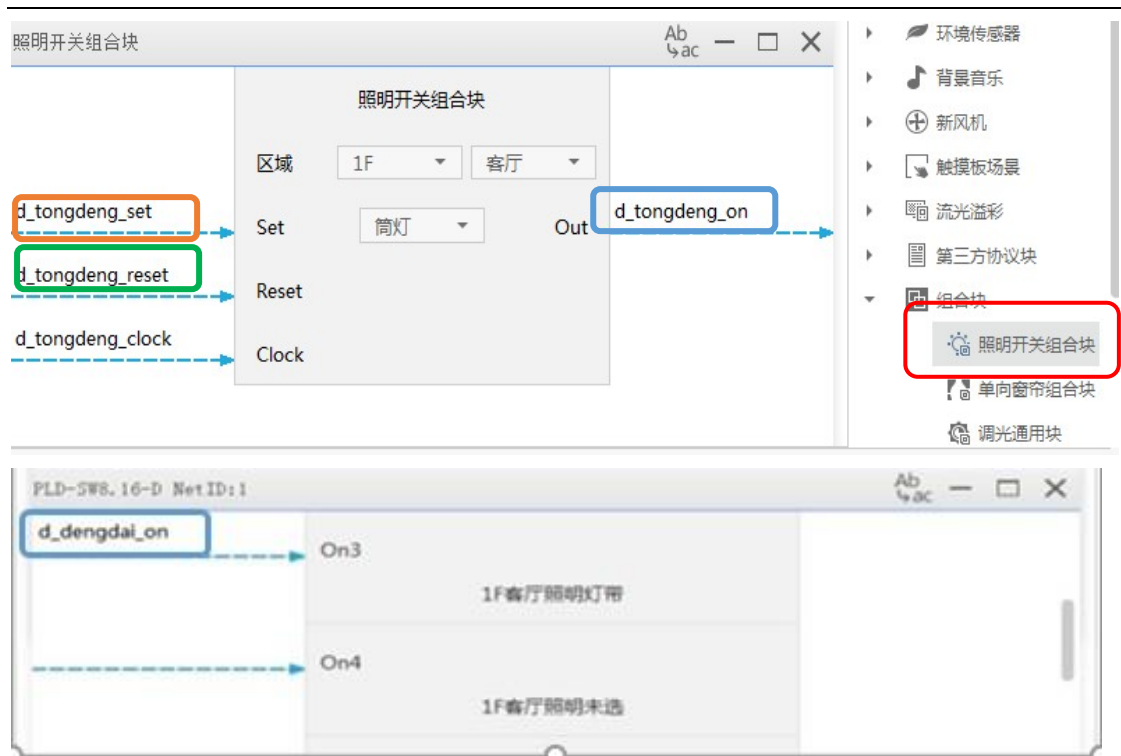 照明开关组合块
Ab
ac
照明开关组合块
区域
1F
客厅
d_tongdeng_set
Set
筒灯
Out
d_tongdeng_on
d_tongdeng_reset
Reset
d_tongdeng_clock
Clock
环境传感器
背景音乐
新风机
触摸板场景
流光溢彩
第三方协议块
组合块
照明开关组合块
单向窗帘组合块
调光通用块
PLD-SW8.16-D NetID:1
Ab
ac
d_dengdai_on
On3
1F客厅照明灯带
On4
1F客厅照明未选